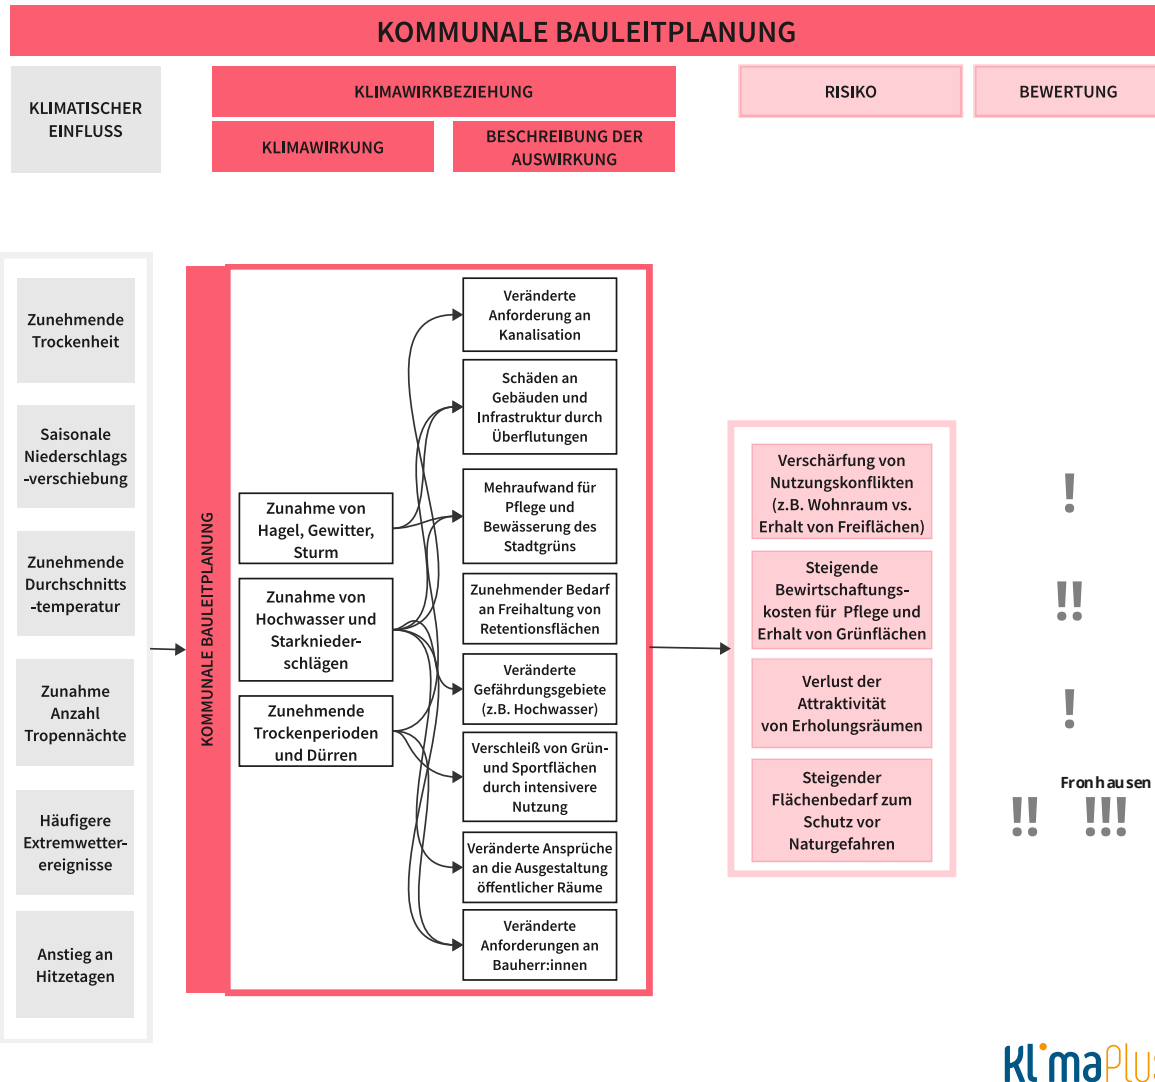 KOMMUNALE BAULEITPLANUNG
KLIMATISCHER
EINFLUSS
KLIMAWIRKBEZIEHUNG
KLIMAWIRKUNG
BESCHREIBUNG DER
AUSWIRKUNG
RISIKO
BEWERTUNG
Zunehmende
Trockenheit
Saisonale
Niederschlags
-verschiebung
Zunehmende
Durchschnitts
-temperatur
Zunahme
Anzahl
Tropennächte
Häufigere
Extremwetter-
ereignisse
Anstieg an
Hitzetagen
KOMMUNALE BAULEITPLANUNG
Zunahme von
Hagel, Gewitter,
Sturm
Zunahme von
Hochwasser und
Starknieder-
schlägen
Zunehmende
Trockenperioden
und Dürren
Veränderte
Anforderung an
Kanalisation
Schäden an
Gebäuden und
Infrastruktur durch
Überflutungen
Mehraufwand für
Pflege und
Bewässerung des
Stadtgrüns
Zunehmender Bedarf
an Freihaltung von
Retentionsflächen
Veränderte
Gefährdungsgebiete
(z.B. Hochwasser)
Verschleiß von Grün-
und Sportflächen
durch intensivere
Nutzung
Veränderte Ansprüche
an die Ausgestaltung
öffentlicher Räume
Veränderte
Anforderungen an
Bauherr:innen
Verschärfung von
Nutzungskonflikten
(z.B. Wohnraum vs.
Erhalt von Freiflächen)
!
Steigende
Bewirtschaftungs-
kosten für Pflege und
Erhalt von Grünflächen
!!
Verlust der
Attraktivität
von Erholungsräumen
!
Steigender
Flächenbedarf zum
Schutz vor
Naturgefahren
Fronhausen
!! !!!
KlimaPlus